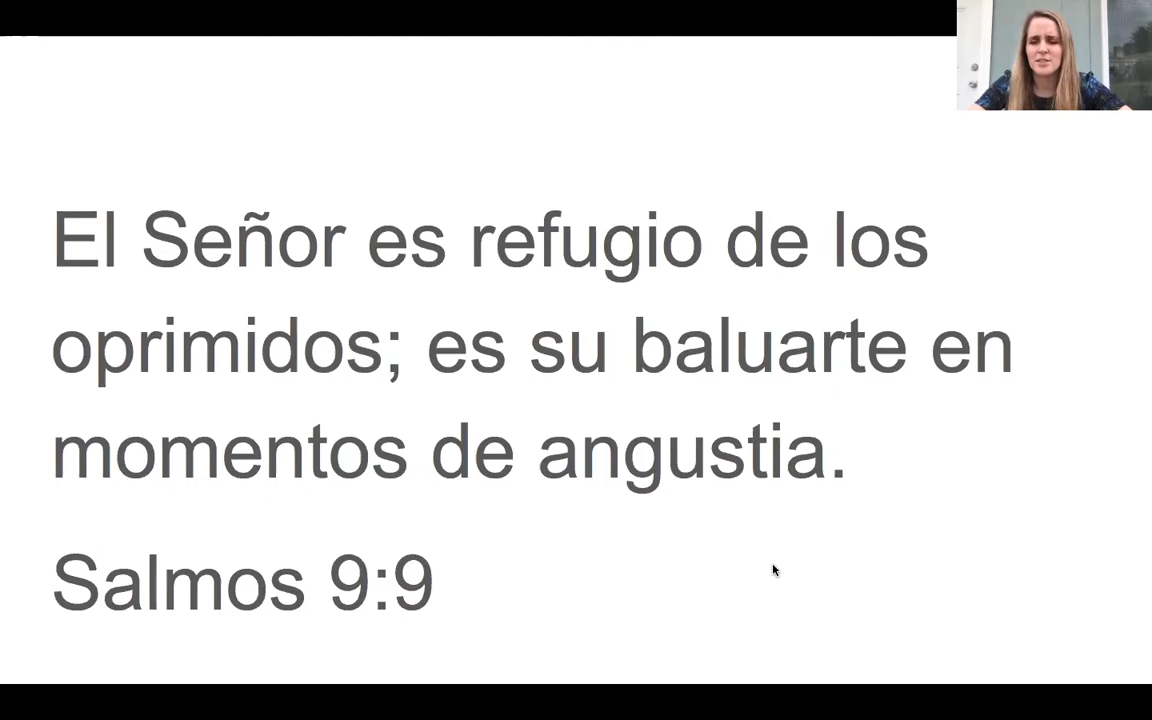 El Señor es refugio de los
oprimidos; es su baluarte en
momentos de angustia.
Salmos 9:9